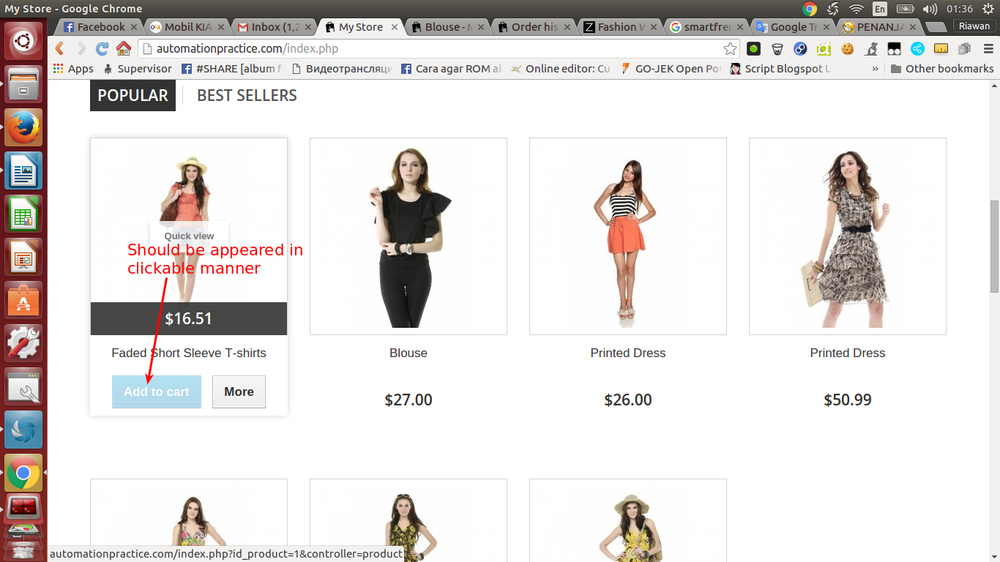 My Store - Google Chrome
En
01:36
Facebook
Mobil KIA
Inbox (1,2
My Store
Blouse - M
Order his
Fashion W
smartfren
Google Tr
PENANJA
Riawan
automationpractice.com/index.php
Apps
Supervisor
#SHARE [album f
Видеотрансляци
Cara agar ROM ab
Online editor: Cu
GO-JEK Open Pos
Script Blogspot U
»
Other bookmarks
POPULAR
BEST SELLERS
Quick view
Should be appeared in
clickable manner
$16.51
Faded Short Sleeve T-shirts
Blouse
Printed Dress
Printed Dress
Add to cart
More
$27.00
$26.00
$50.99
automationpractice.com/index.php?id_product=1&controller=product